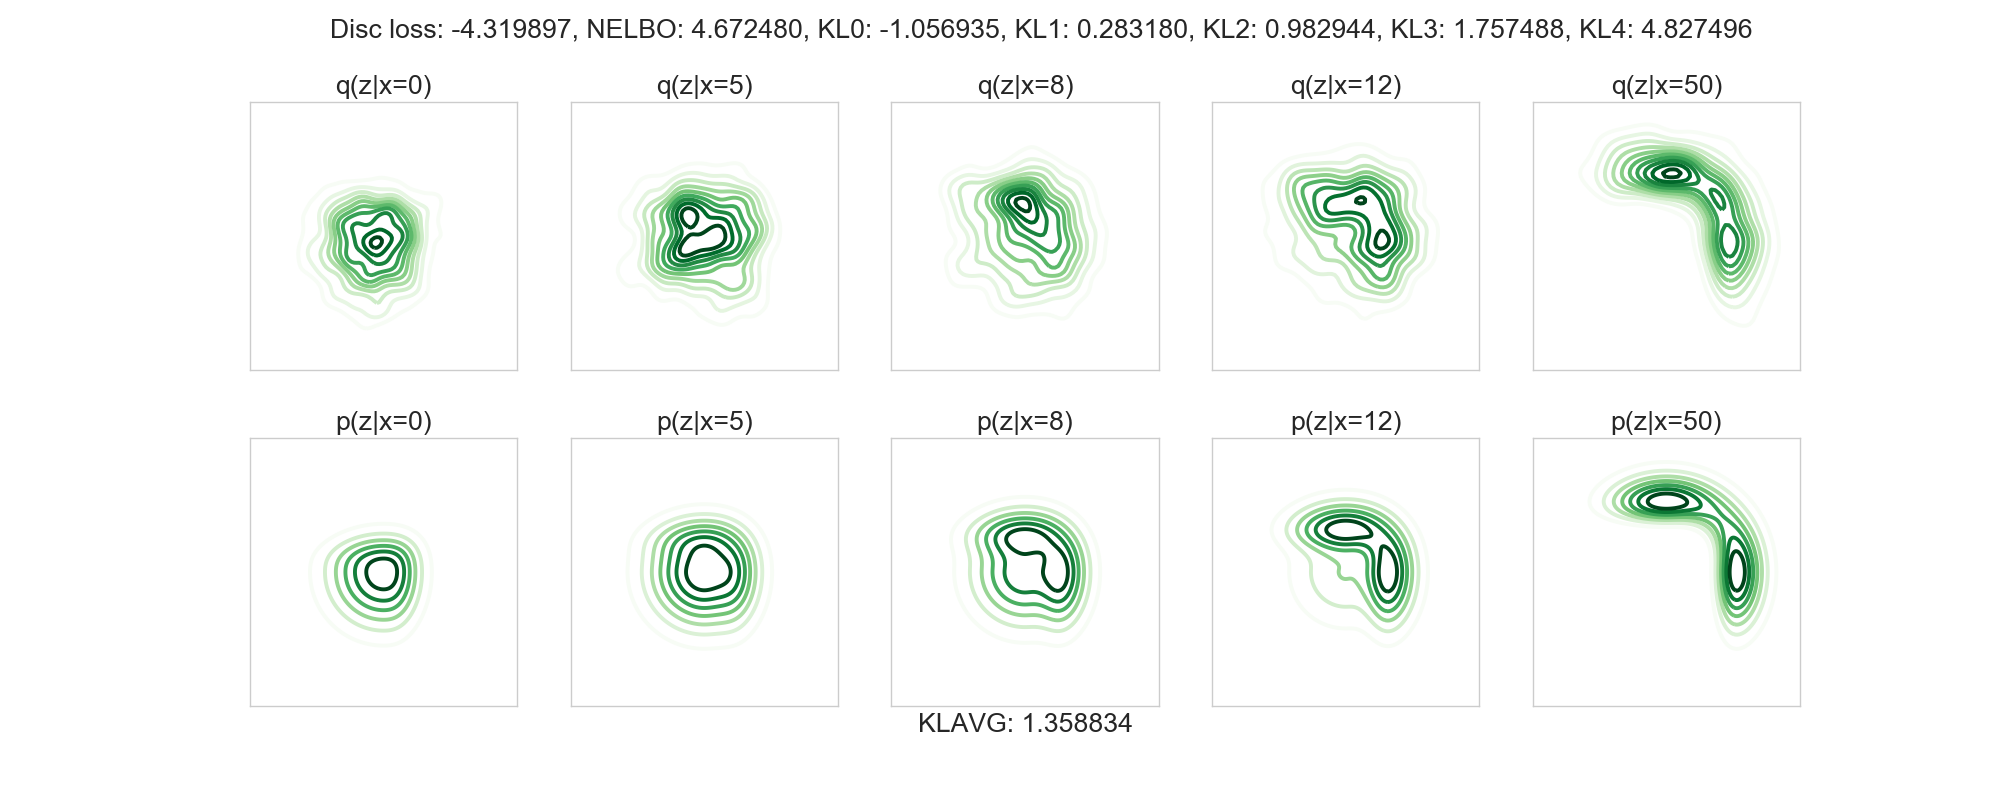 Disc loss: -4.319897, NELBO: 4.672480, KL0: -1.056935, KL1: 0.283180, KL2: 0.982944, KL3: 1.757488, KL4: 4.827496
q(z|x=0)
q(z|x=5)
q(z|x=8)
q(z|x=12)
q(z|x=50)
p(z|x=0)
p(z|x=5)
p(z|x=8)
p(z|x=12)
p(z|x=50)
KLAVG: 1.358834